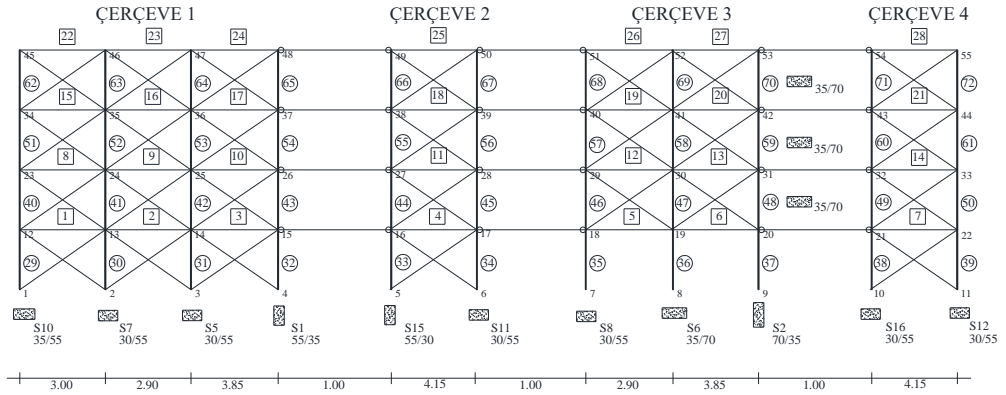 ÇERÇEVE 1 ÇERÇEVE 2 ÇERÇEVE 3 ÇERÇEVE 4
22 23 24 25 26 27 28
45 46 47 48 49 50 51 52 53 54 55
62 63 64 65 66 67 68 69 70 35/70 71 72
15 16 17 18 19 20 21
34 35 36 37 38 39 40 41 42 43 44
51 52 53 54 55 56 57 58 59 35/70 60 61
8 9 10 11 12 13 14
23 24 25 26 27 28 29 30 31 32 33
40 41 42 43 44 45 46 47 48 35/70 49 50
1 2 3 4 5 6 7
12 13 14 15 16 17 18 19 20 21 22
29 30 31 32 33 34 35 36 37 38 39
1 2 3 4 5 6 7 8 9 10 11
S10 S7 S5 S1 S15 S11 S8 S6 S2 S16 S12
35/55 30/55 30/55 55/35 55/30 30/55 30/55 35/70 70/35 30/55 30/55
3.00 2.90 3.85 1.00 4.15 1.00 2.90 3.85 1.00 4.15